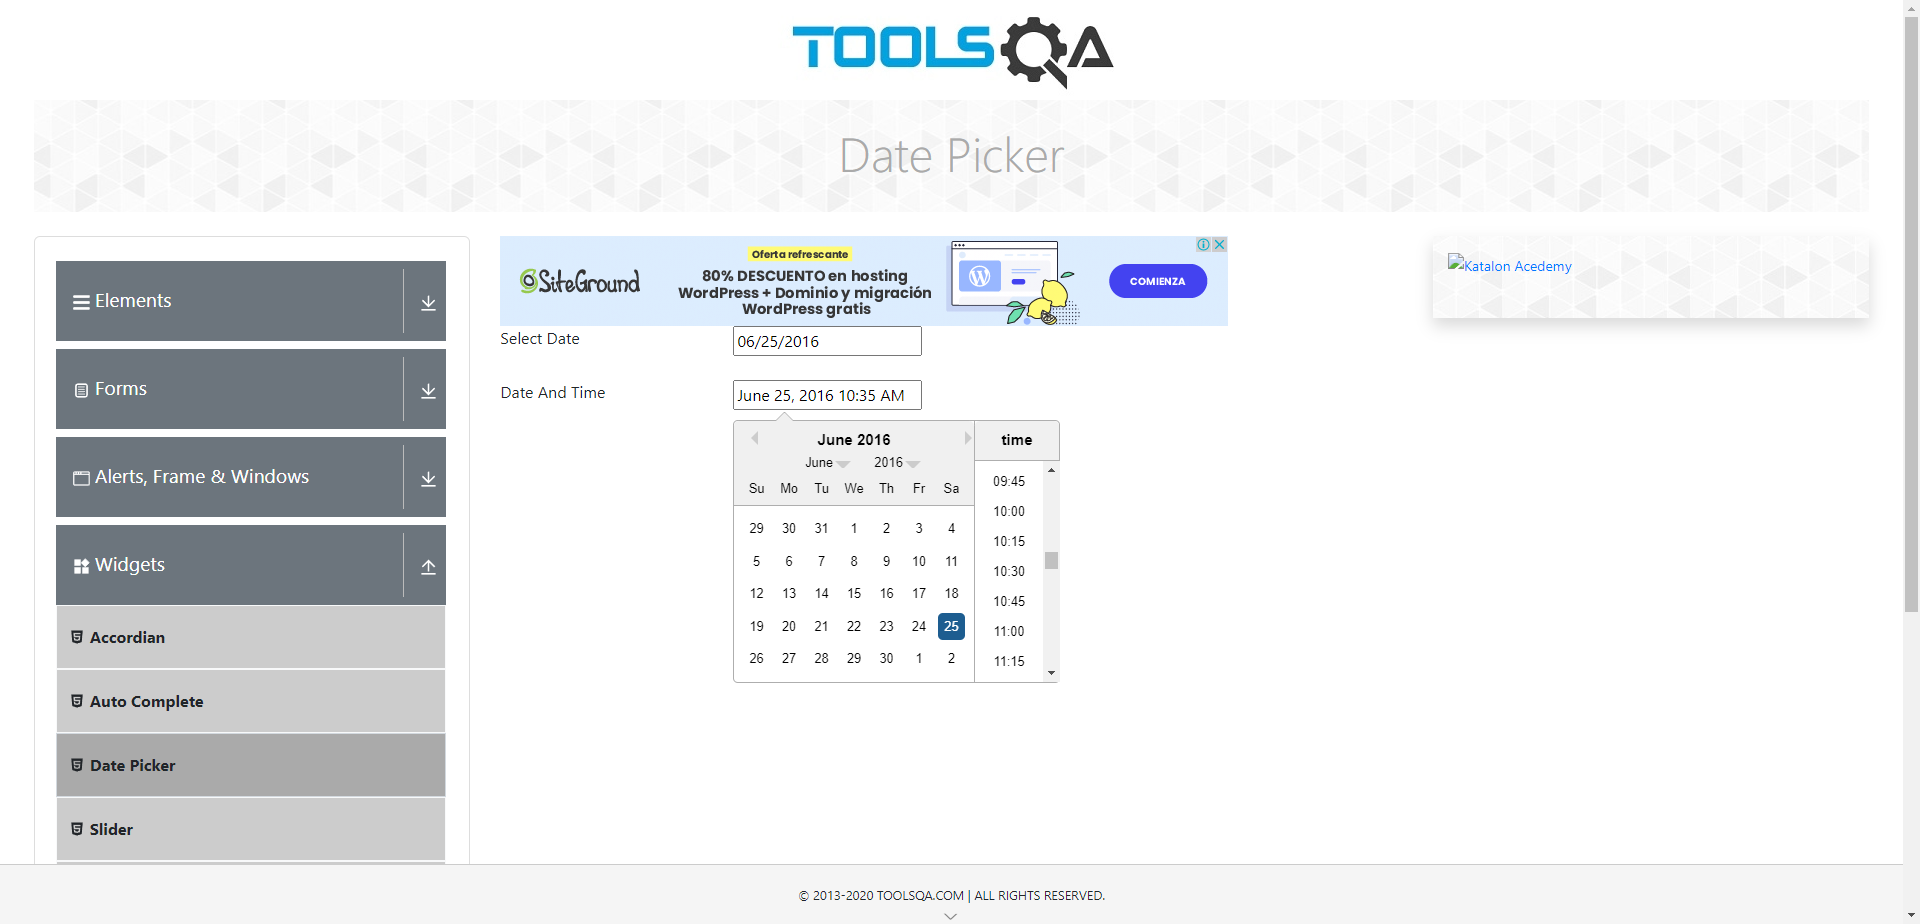 TOOLSQA
Date Picker
Elements
Forms
Alerts, Frame & Windows
Widgets
Accordian
Auto Complete
Date Picker
Slider
SiteGround
Oferta refrescante
80% DESCUENTO en hosting
WordPress + Dominio y migración
WordPress gratis
COMIENZA
Select Date
06/25/2016
Date And Time
June 25, 2016 10:35 AM
June 2016
June 2016
Su Mo Tu We Th Fr Sa
29 30 31 1 2 3 4
5 6 7 8 9 10 11
12 13 14 15 16 17 18
19 20 21 22 23 24 25
26 27 28 29 30 1 2
time
09:45
10:00
10:15
10:30
10:45
11:00
11:15
Katalon Acedemy
© 2013-2020 TOOLSQA.COM | ALL RIGHTS RESERVED.